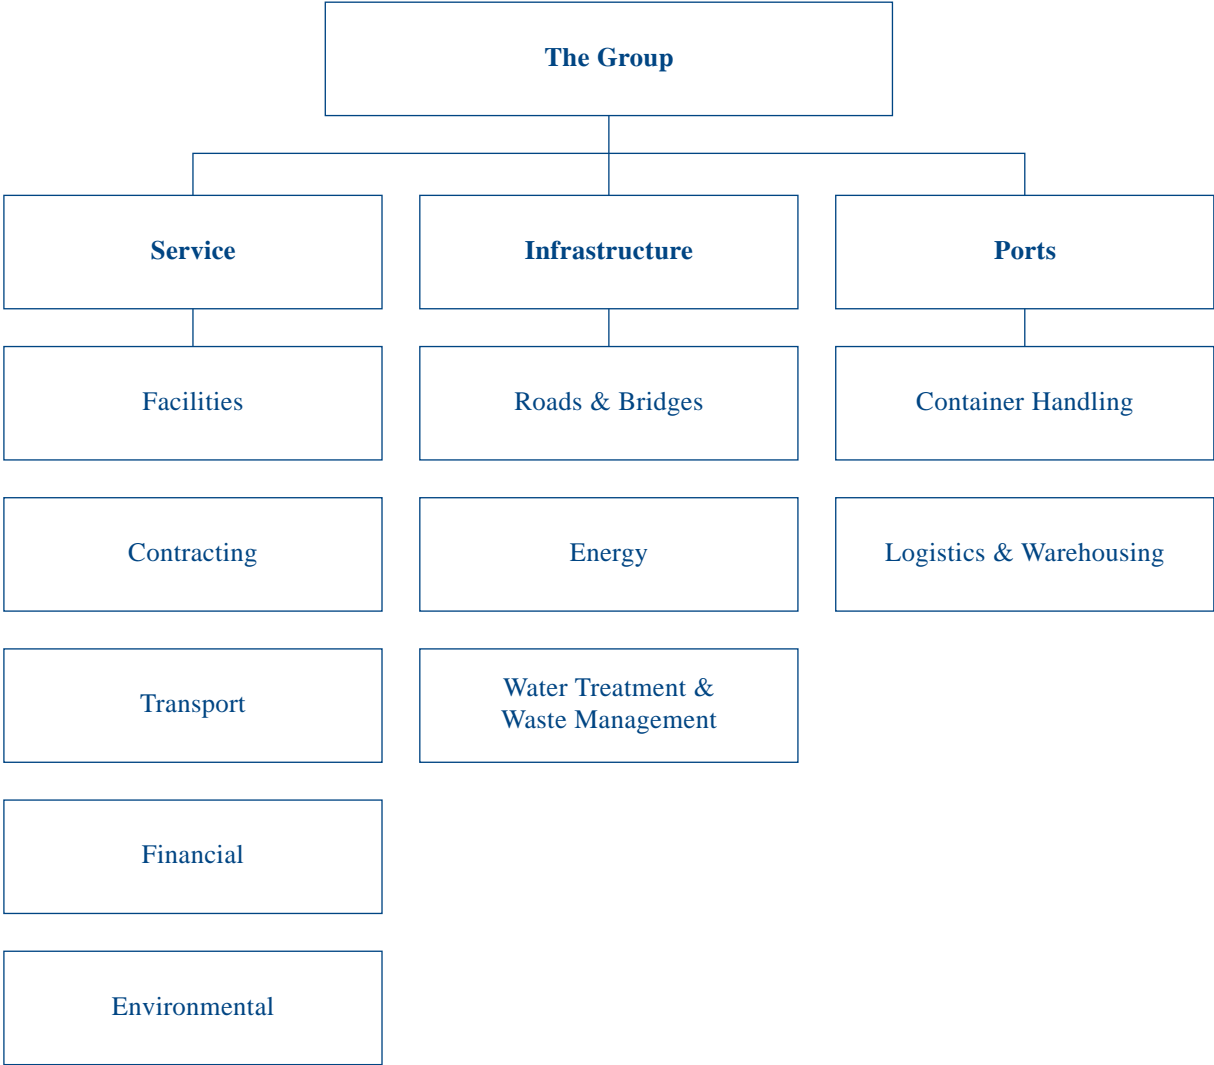 The Group
Service
Infrastructure
Ports
Facilities
Roads & Bridges
Container Handling
Contracting
Energy
Logistics & Warehousing
Transport
Water Treatment &
Waste Management
Financial
Environmental